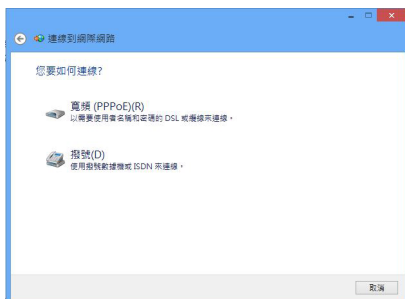 連線到網際網路
您要如何連線?
寬頻 (PPPoE)(R)
以需要使用者名稱和密碼的 DSL 或纜線來連線。
撥號(D)
使用撥號數據機或 ISDN 來連線。
取消